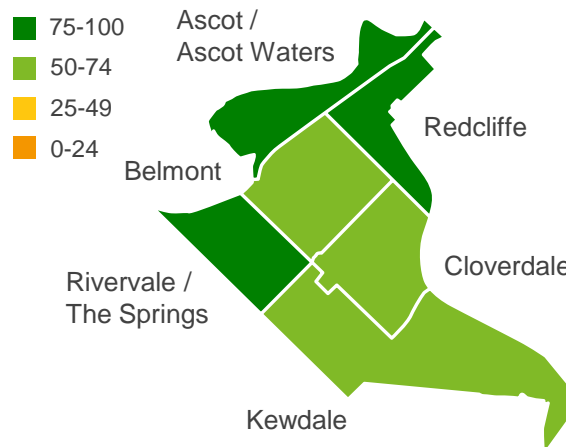 75-100
50-74
25-49
0-24
Ascot /
Ascot Waters
Redcliffe
Belmont
Cloverdale
Rivervale /
The Springs
Kewdale